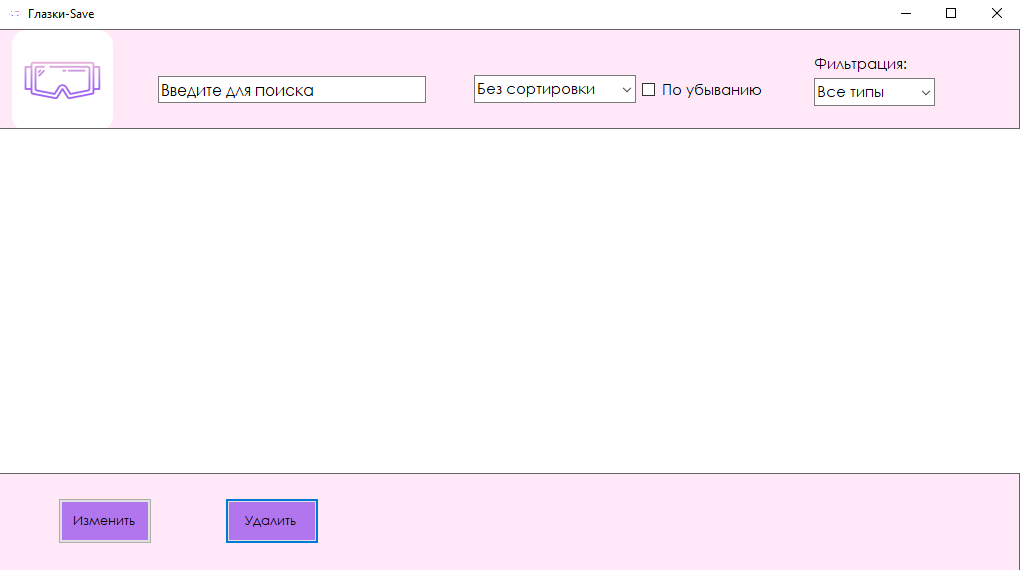 Глазки-Save
Фильтрация:
Введите для поиска
Без сортировки
По убыванию
Все типы
Изменить
Удалить